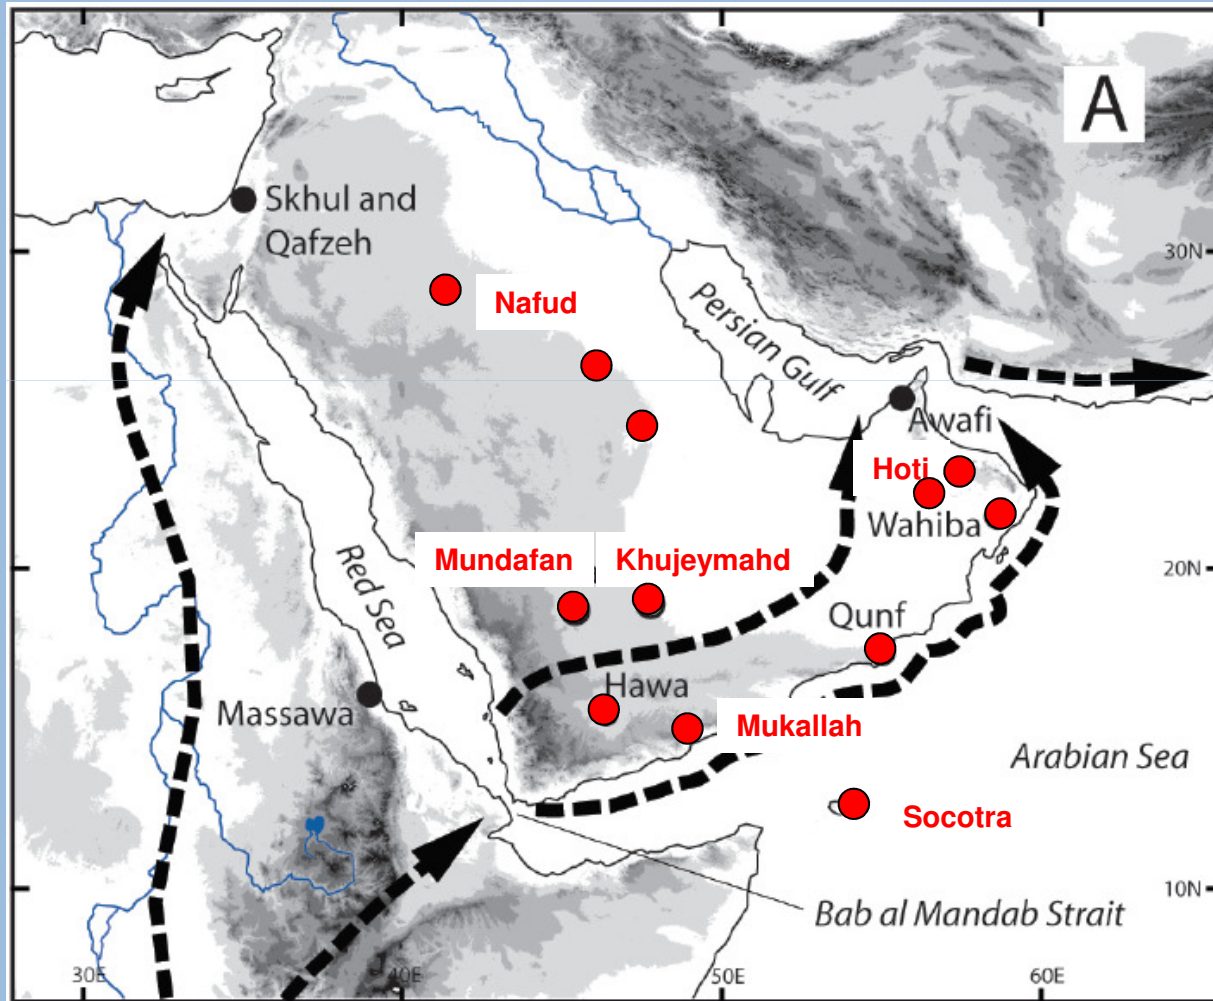 A
Skhul and
Qafzeh
30N
Nafud
Persian Gulf
Awafi
Hoti
Wahiba
Mundafan
Khujeymahd
20N
Red Sea
Qunf
Hawa
Massawa
Mukallah
Arabian Sea
Socotra
10N
Bab al Mandab Strait
30E
40E
50E
60E